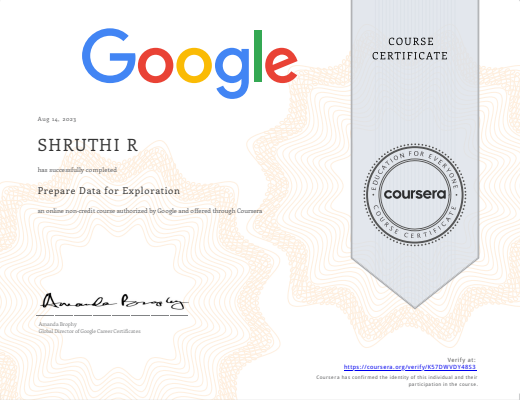 Google
COURSE
CERTIFICATE
Aug 14, 2023
SHRUTHI R
has successfully completed
Prepare Data for Exploration
an online non-credit course authorized by Google and offered through Coursera
EDUCATION FOR EVERYONE
coursera
COURSE CERTIFICATE
Amanda Brophy
Amanda Brophy
Global Director of Google Career Certificates
Verify at:
https://coursera.org/verify/K57DWVDY48S3
Coursera has confirmed the identity of this individual and their
participation in the course.